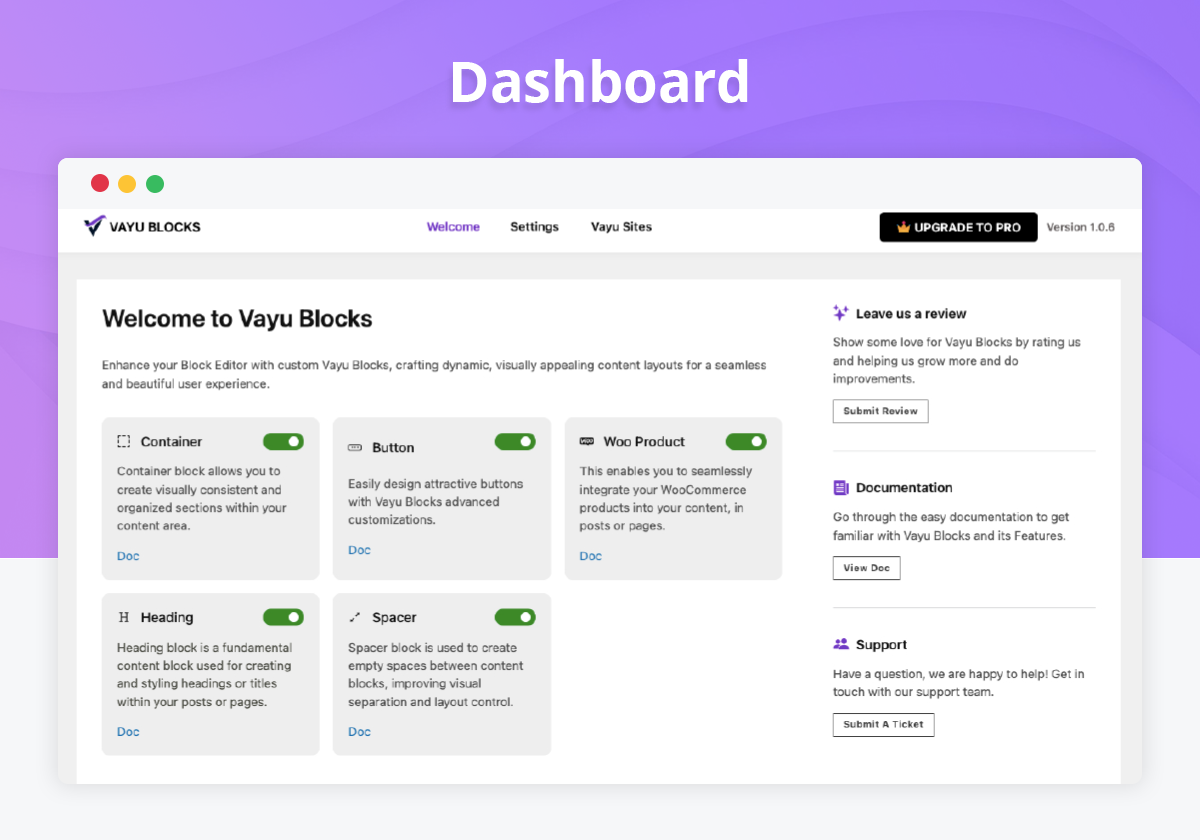 Dashboard
VAYU BLOCKS
Welcome
Settings
Vayu Sites
UPGRADE TO PRO
Version 1.0.6
Welcome to Vayu Blocks
Enhance your Block Editor with custom Vayu Blocks, crafting dynamic, visually appealing content layouts for a seamless
and beautiful user experience.
Container
Container block allows you to
create visually consistent and
organized sections within your
content area.
Doc
Button
Easily design attractive buttons
with Vayu Blocks advanced
customizations.
Doc
Woo Product
This enables you to seamlessly
integrate your WooCommerce
products into your content, in
posts or pages.
Doc
Heading
Heading block is a fundamental
content block used for creating
and styling headings or titles
within your posts or pages.
Doc
Spacer
Spacer block is used to create
empty spaces between content
blocks, improving visual
separation and layout control.
Doc
Leave us a review
Show some love for Vayu Blocks by rating us
and helping us grow more and do
improvements.
Submit Review
Documentation
Go through the easy documentation to get
familiar with Vayu Blocks and its Features.
View Doc
Support
Have a question, we are happy to help! Get in
touch with our support team.
Submit A Ticket